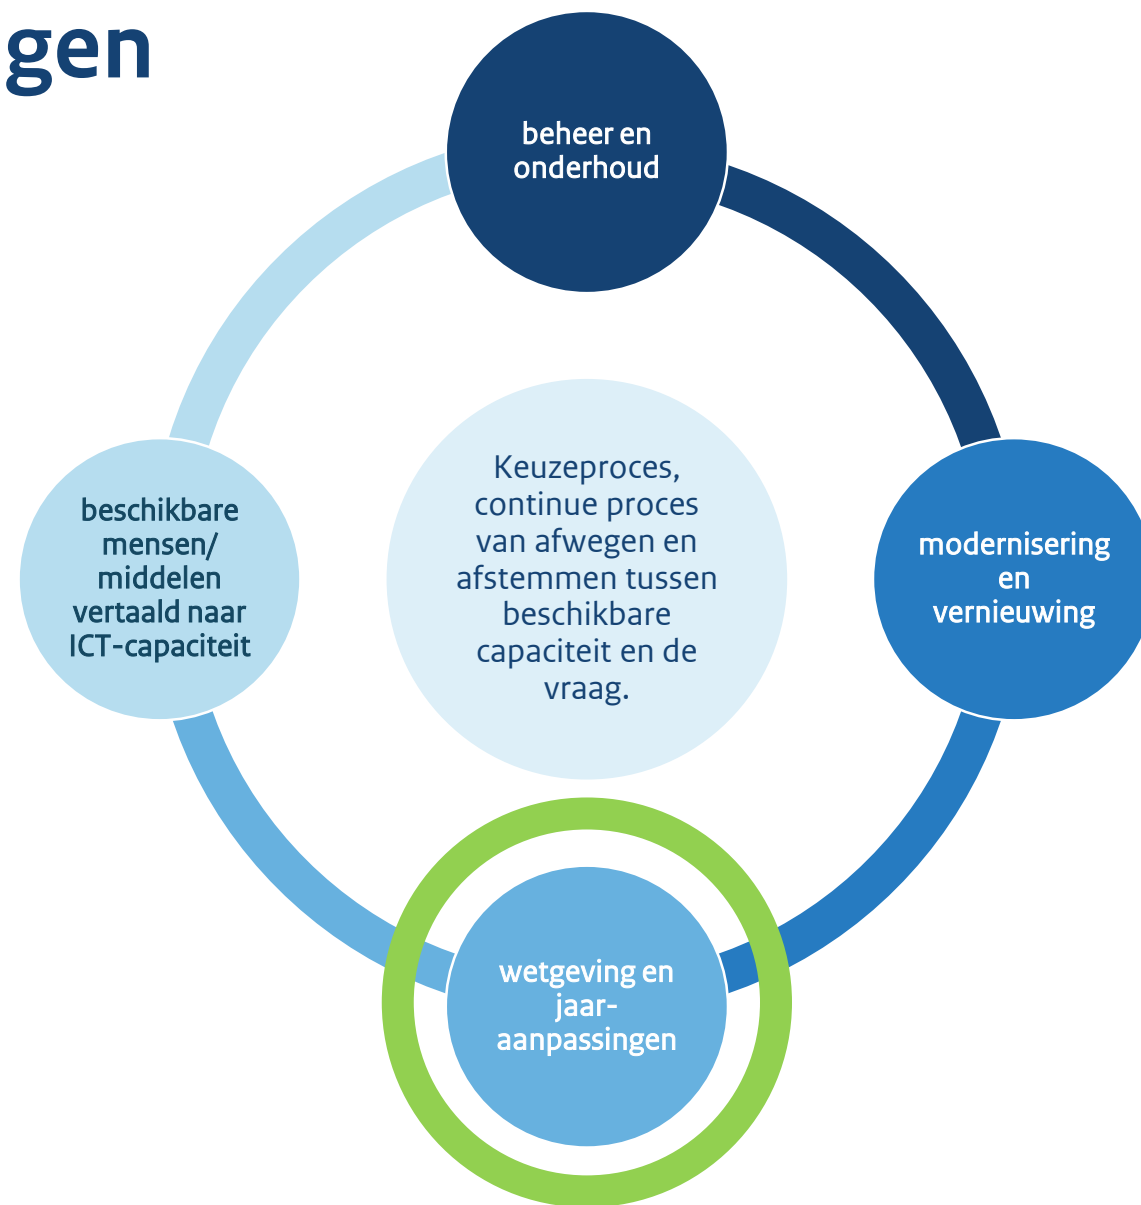 gen
beheer en
onderhoud
beschikbare
mensen/
middelen
vertaald naar
ICT-capaciteit
Keuzeproces,
continue proces
van afwegen en
afstemmen tussen
beschikbare
capaciteit en de
vraag.
modernisering
en
vernieuwing
wetgeving en
jaar-
aanpassingen